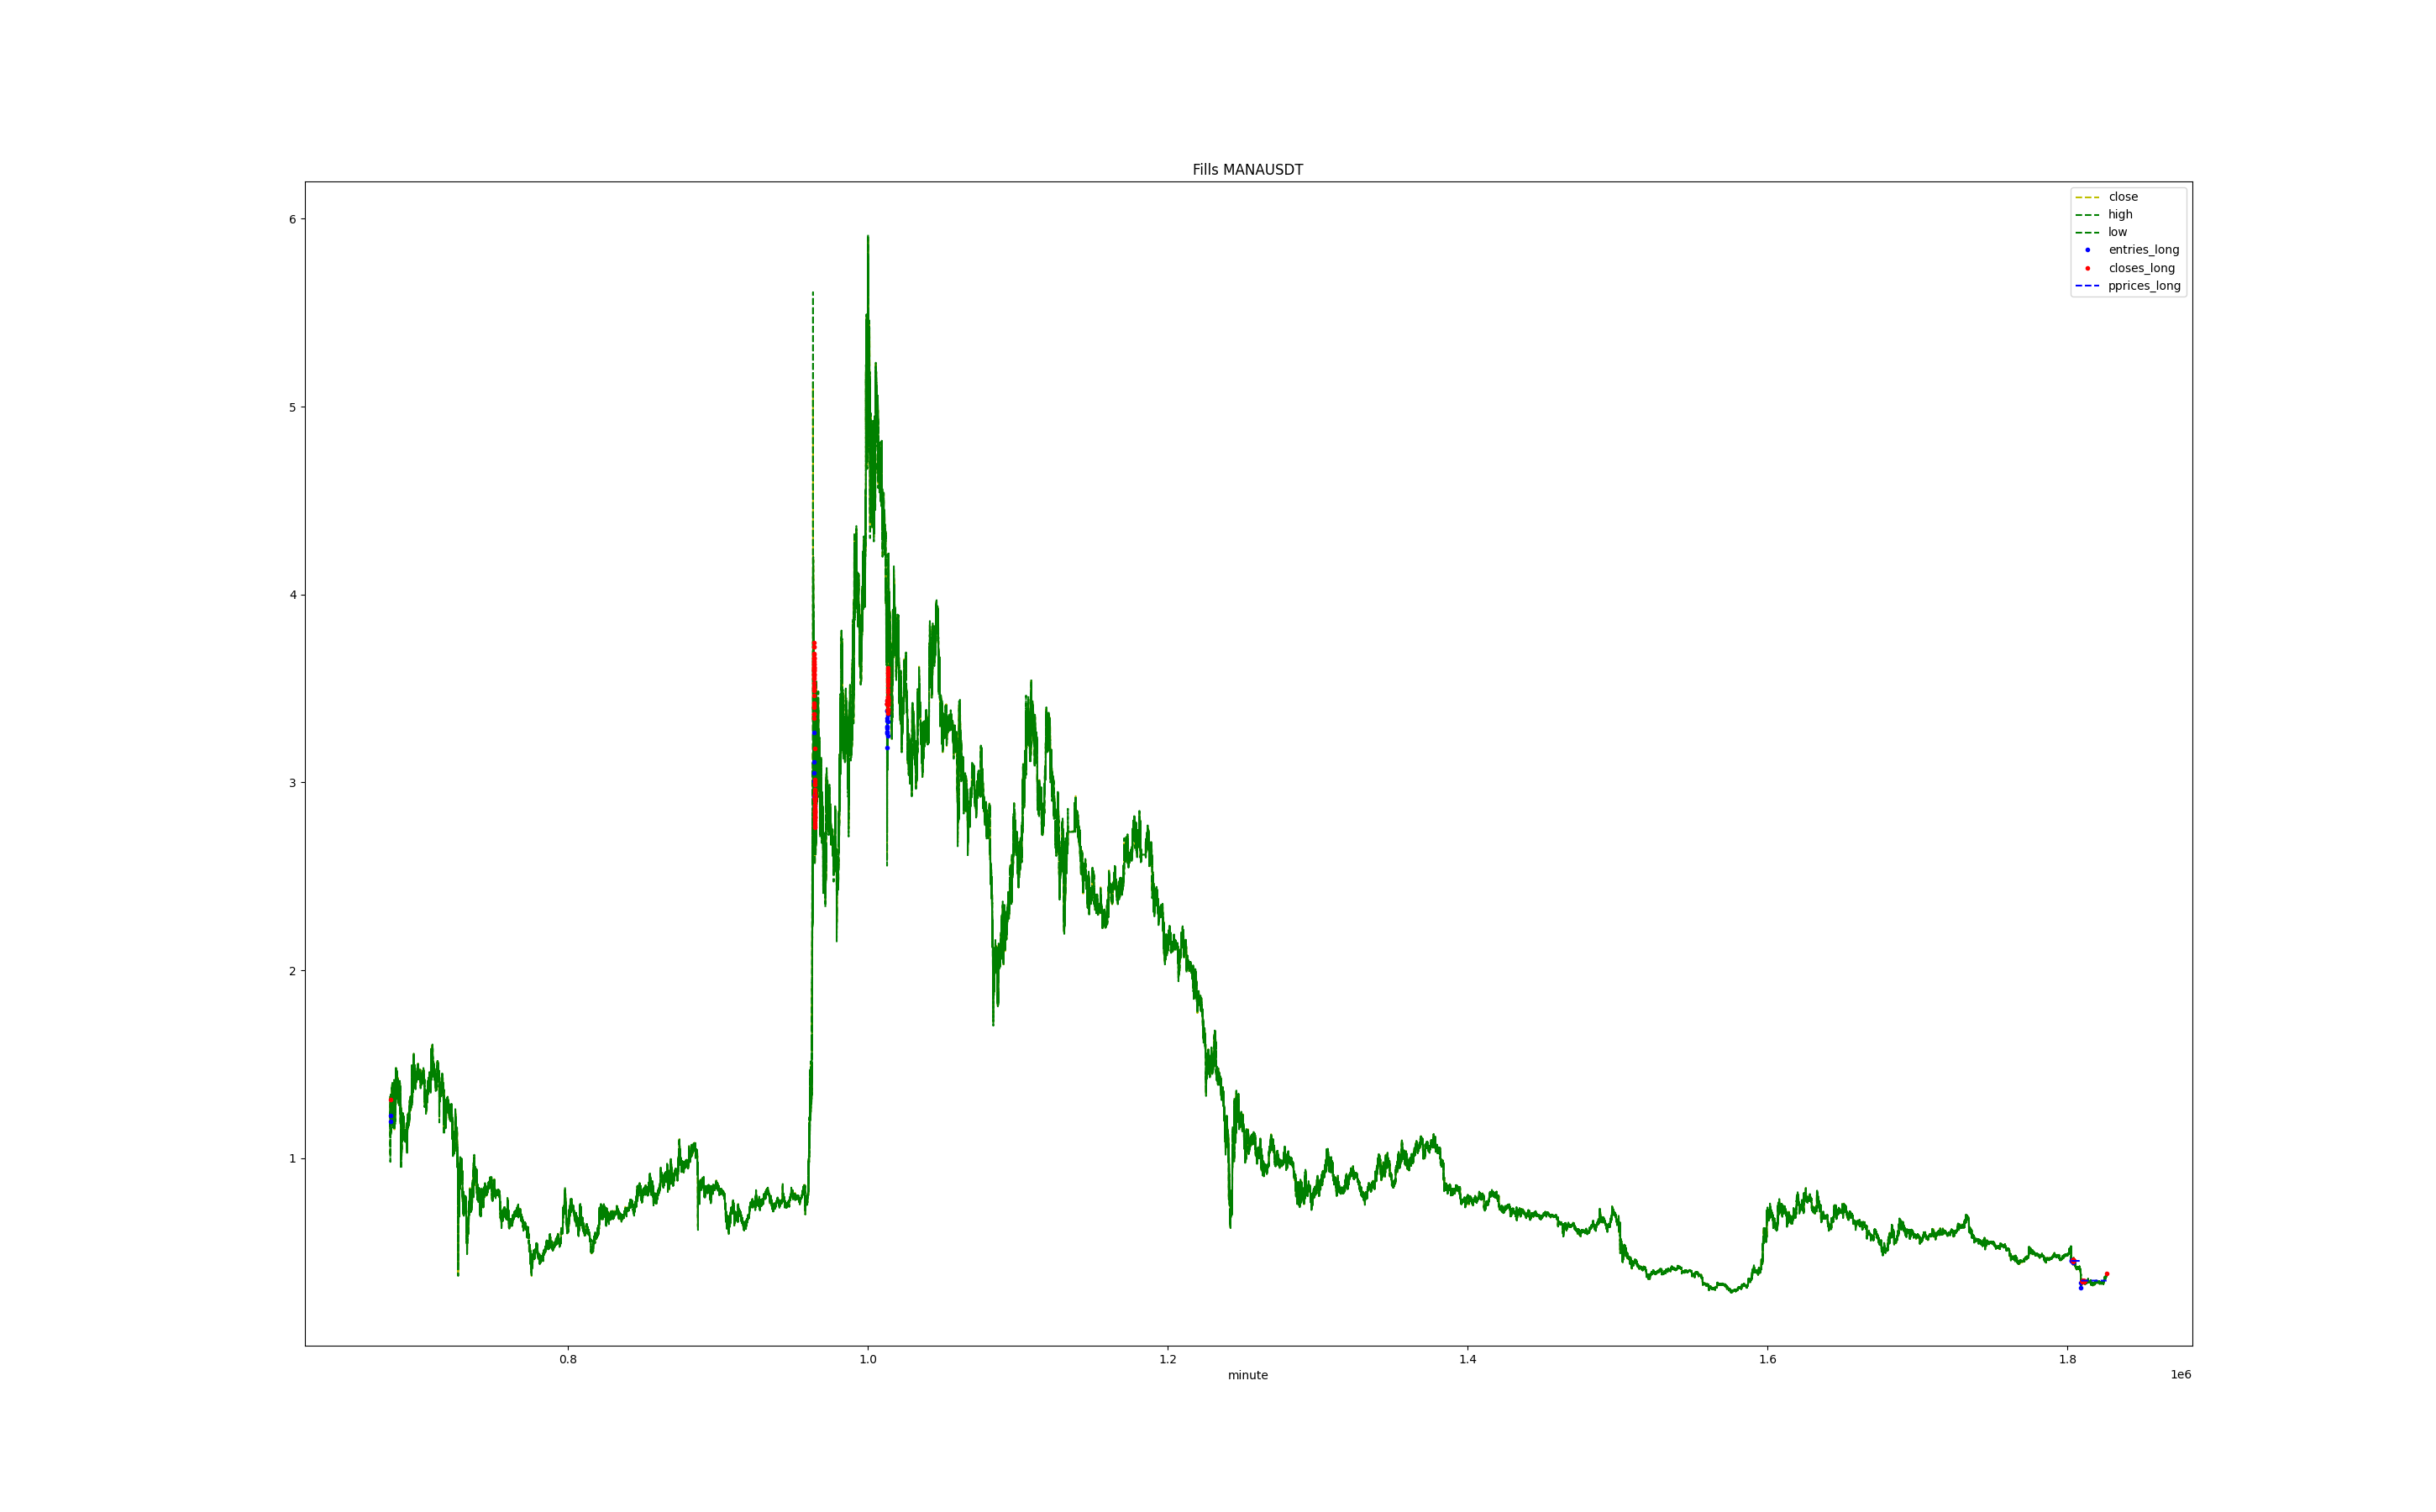 Fills MANAUSDT
close
high
low
entries_long
closes_long
pprices_long
6
5
4
3
2
1
0.8 1.0 1.2 1.4 1.6 1.8
minute
1e6